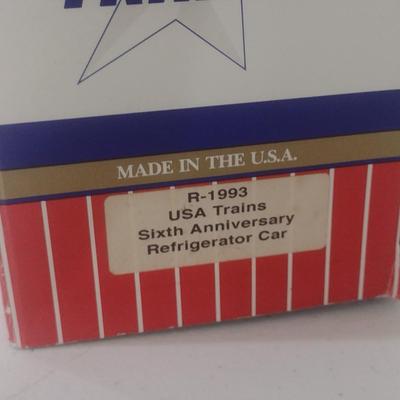 MADE IN THE U.S.A.
R-1993
USA Trains
Sixth Anniversary
Refrigerator Car